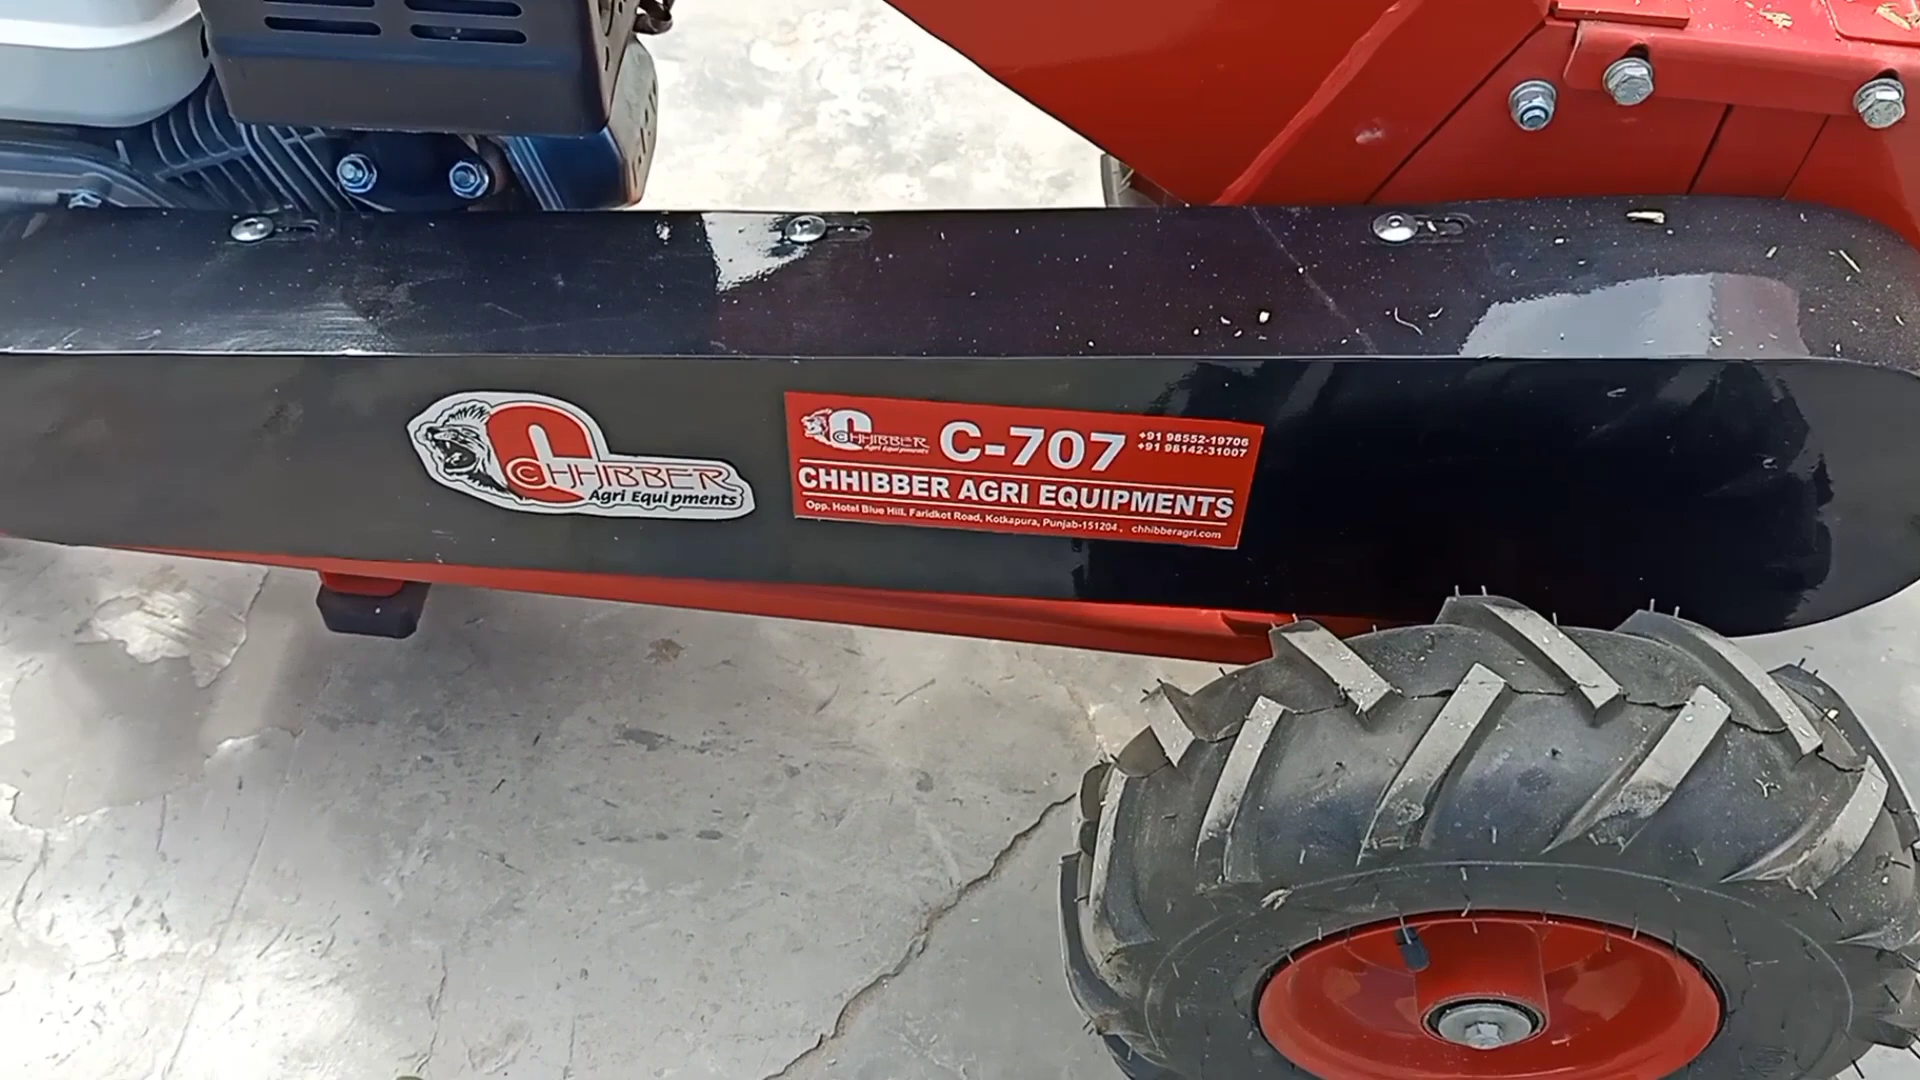 CHHIBBER
Agri Equipments
CHHIBBER
Agri Equipments
C-707
+91 98552-19706
+91 98142-31007
CHHIBBER AGRI EQUIPMENTS
Opp. Hotel Blue Hill, Faridkot Road, Kotkapura, Punjab-151204, chhibberagri.com